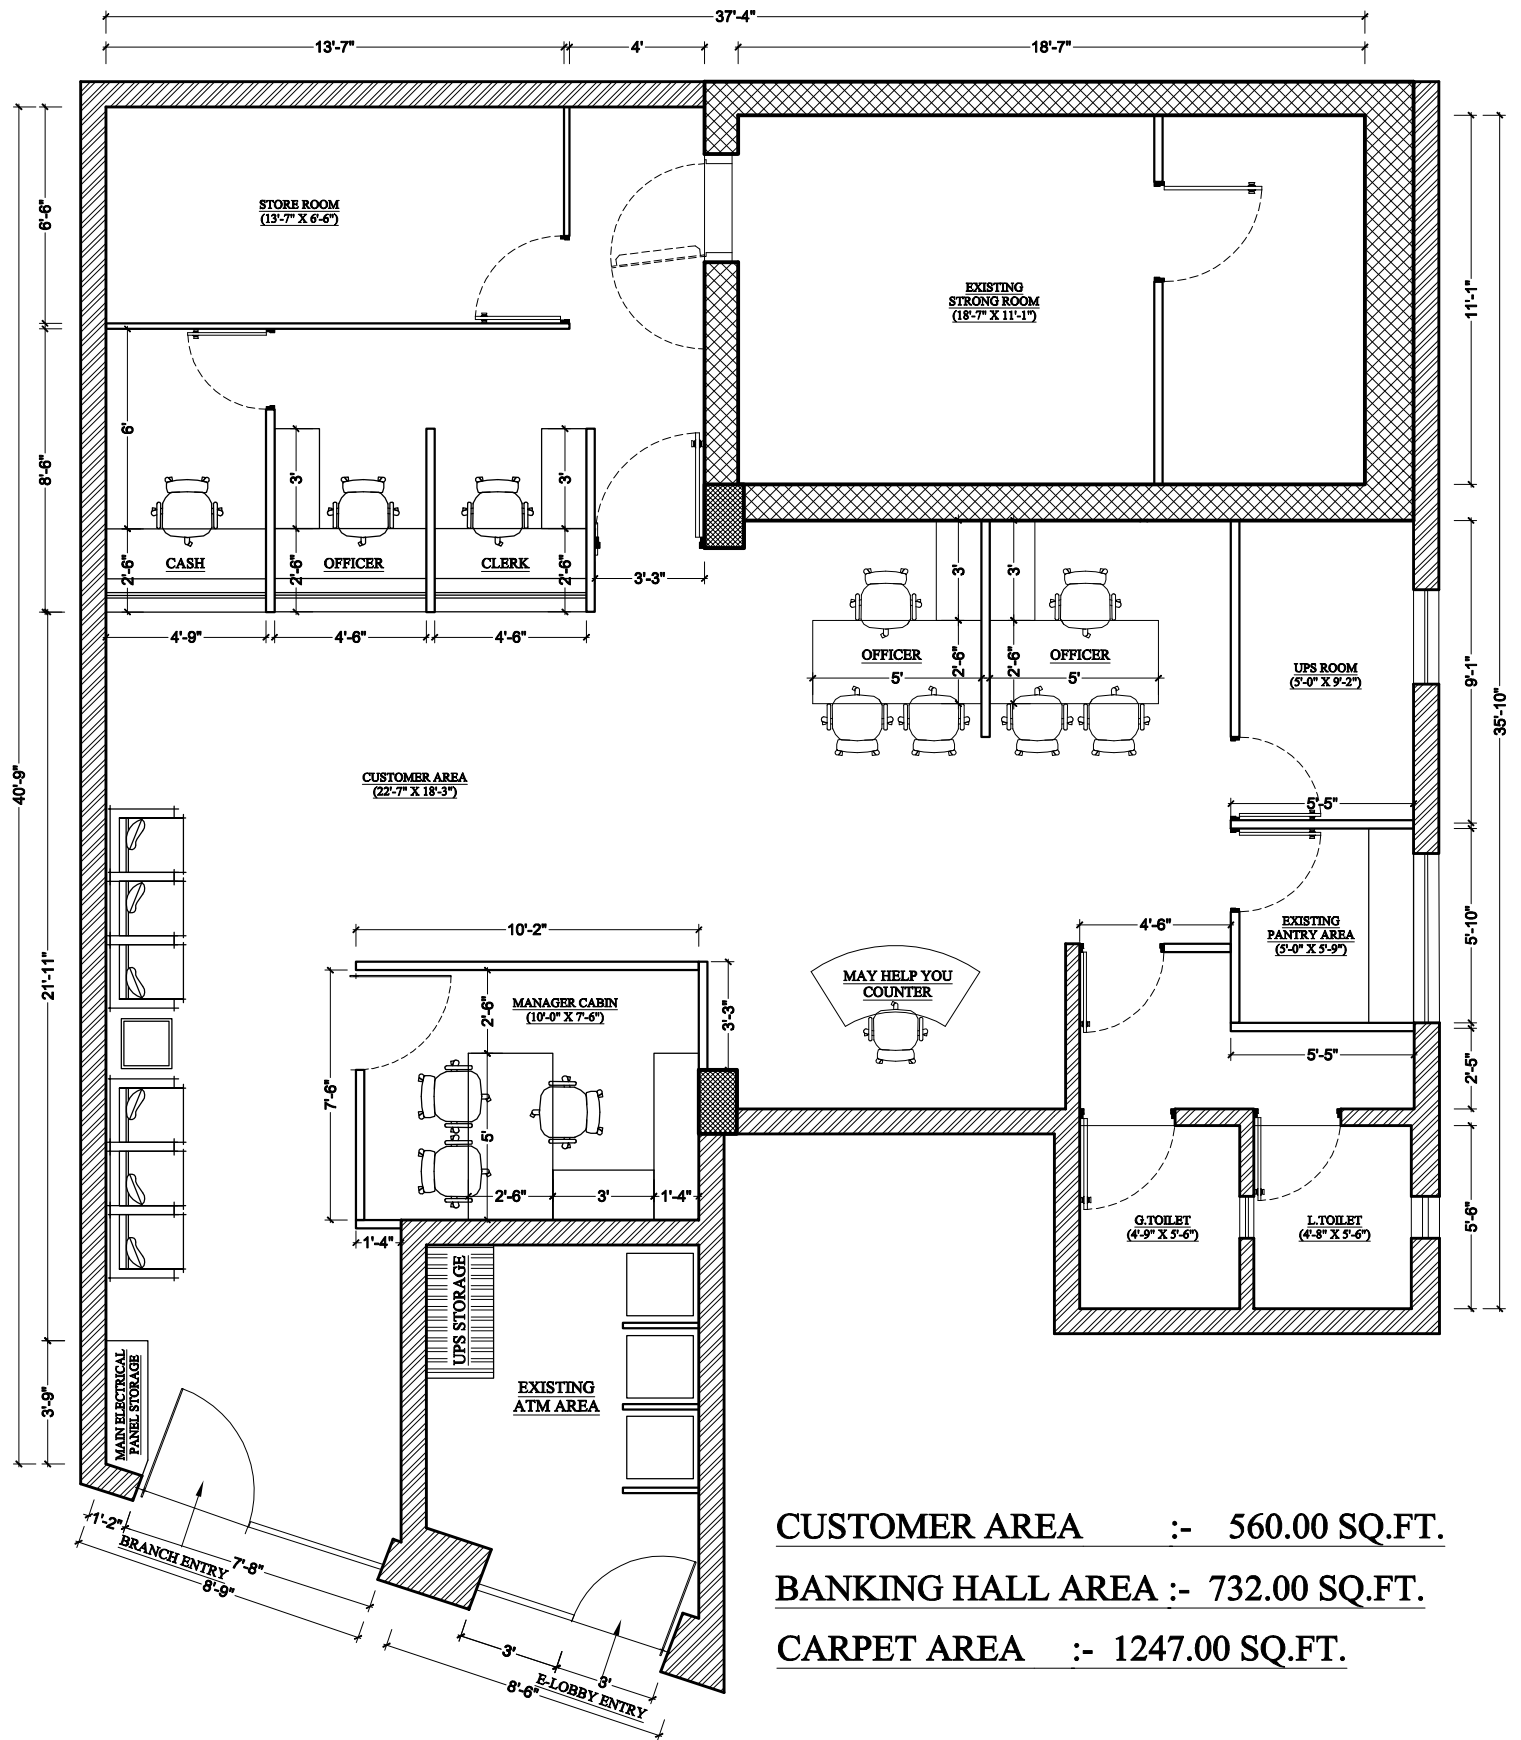 37'-4"
13'-7"
4'
18'-7"
6'-6"
STORE ROOM
(13'-7" X 6'-6")
EXISTING
STRONG ROOM
(18'-7" X 11'-1")
11'-1"
8'-6"
6'
3'
3'
2'-6"
CASH
2'-6"
OFFICER
CLERK
2'-6"
3'-3"
4'-9"
4'-6"
4'-6"
3'
3'
OFFICER
2'-6"
2'-6"
OFFICER
5'
5'
UPS ROOM
(5'-0" X 9'-2")
9'-1"
35'-10"
40'-9"
CUSTOMER AREA
(22'-7" X 18'-3")
5'-5"
4'-6"
EXISTING
PANTRY AREA
(5'-0" X 5'-9")
5'-10"
21'-11"
10'-2"
MAY HELP YOU
COUNTER
MANAGER CABIN
(10'-0" X 7'-6")
2'-6"
3'-3"
5'-5"
2'-5"
7'-6"
5'
2'-6"
3'
1'-4"
1'-4"
G.TOILET
(4'-9" X 5'-6")
L.TOILET
(4'-8" X 5'-6")
5'-6"
UPS STORAGE
EXISTING
ATM AREA
3'-9"
MAIN ELECTRICAL
PANEL STORAGE
1'-2"
BRANCH ENTRY
7'-8"
8'-9"
3'
3'
E-LOBBY ENTRY
8'-6"
CUSTOMER AREA :- 560.00 SQ.FT.
BANKING HALL AREA :- 732.00 SQ.FT.
CARPET AREA :- 1247.00 SQ.FT.